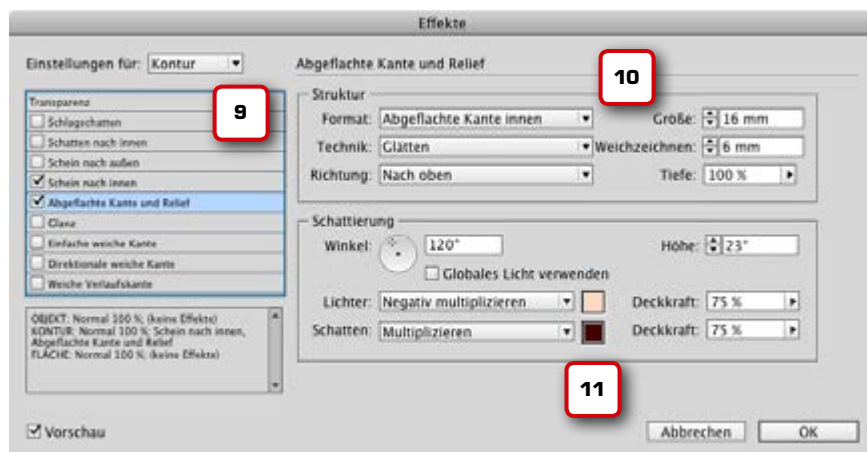 Effekte
Einstellungen für: Kontur
Abgeflachte Kante und Relief
9
10
Transparenz
Schlagschatten
Schatten nach innen
Schein nach außen
Schein nach innen
Abgeflachte Kante und Relief
Glanz
Einfache weiche Kante
Direktionale weiche Kante
Weiche Verlaufskante
OBJEKT: Normal 100 %; (keine Effekte)
KONTUR: Normal 100 %; Schein nach innen,
Abgeflachte Kante und Relief
FLÄCHE: Normal 100 %; (keine Effekte)
Struktur
Format: Abgeflachte Kante innen Größe: 16 mm
Technik: Glätten Weichzeichnen: 6 mm
Richtung: Nach oben Tiefe: 100 %
Schattierung
Winkel: 120° Höhe: 23°
Globales Licht verwenden
Lichter: Negativ multiplizieren Deckkraft: 75 %
Schatten: Multiplizieren Deckkraft: 75 %
11
Vorschau
Abbrechen OK